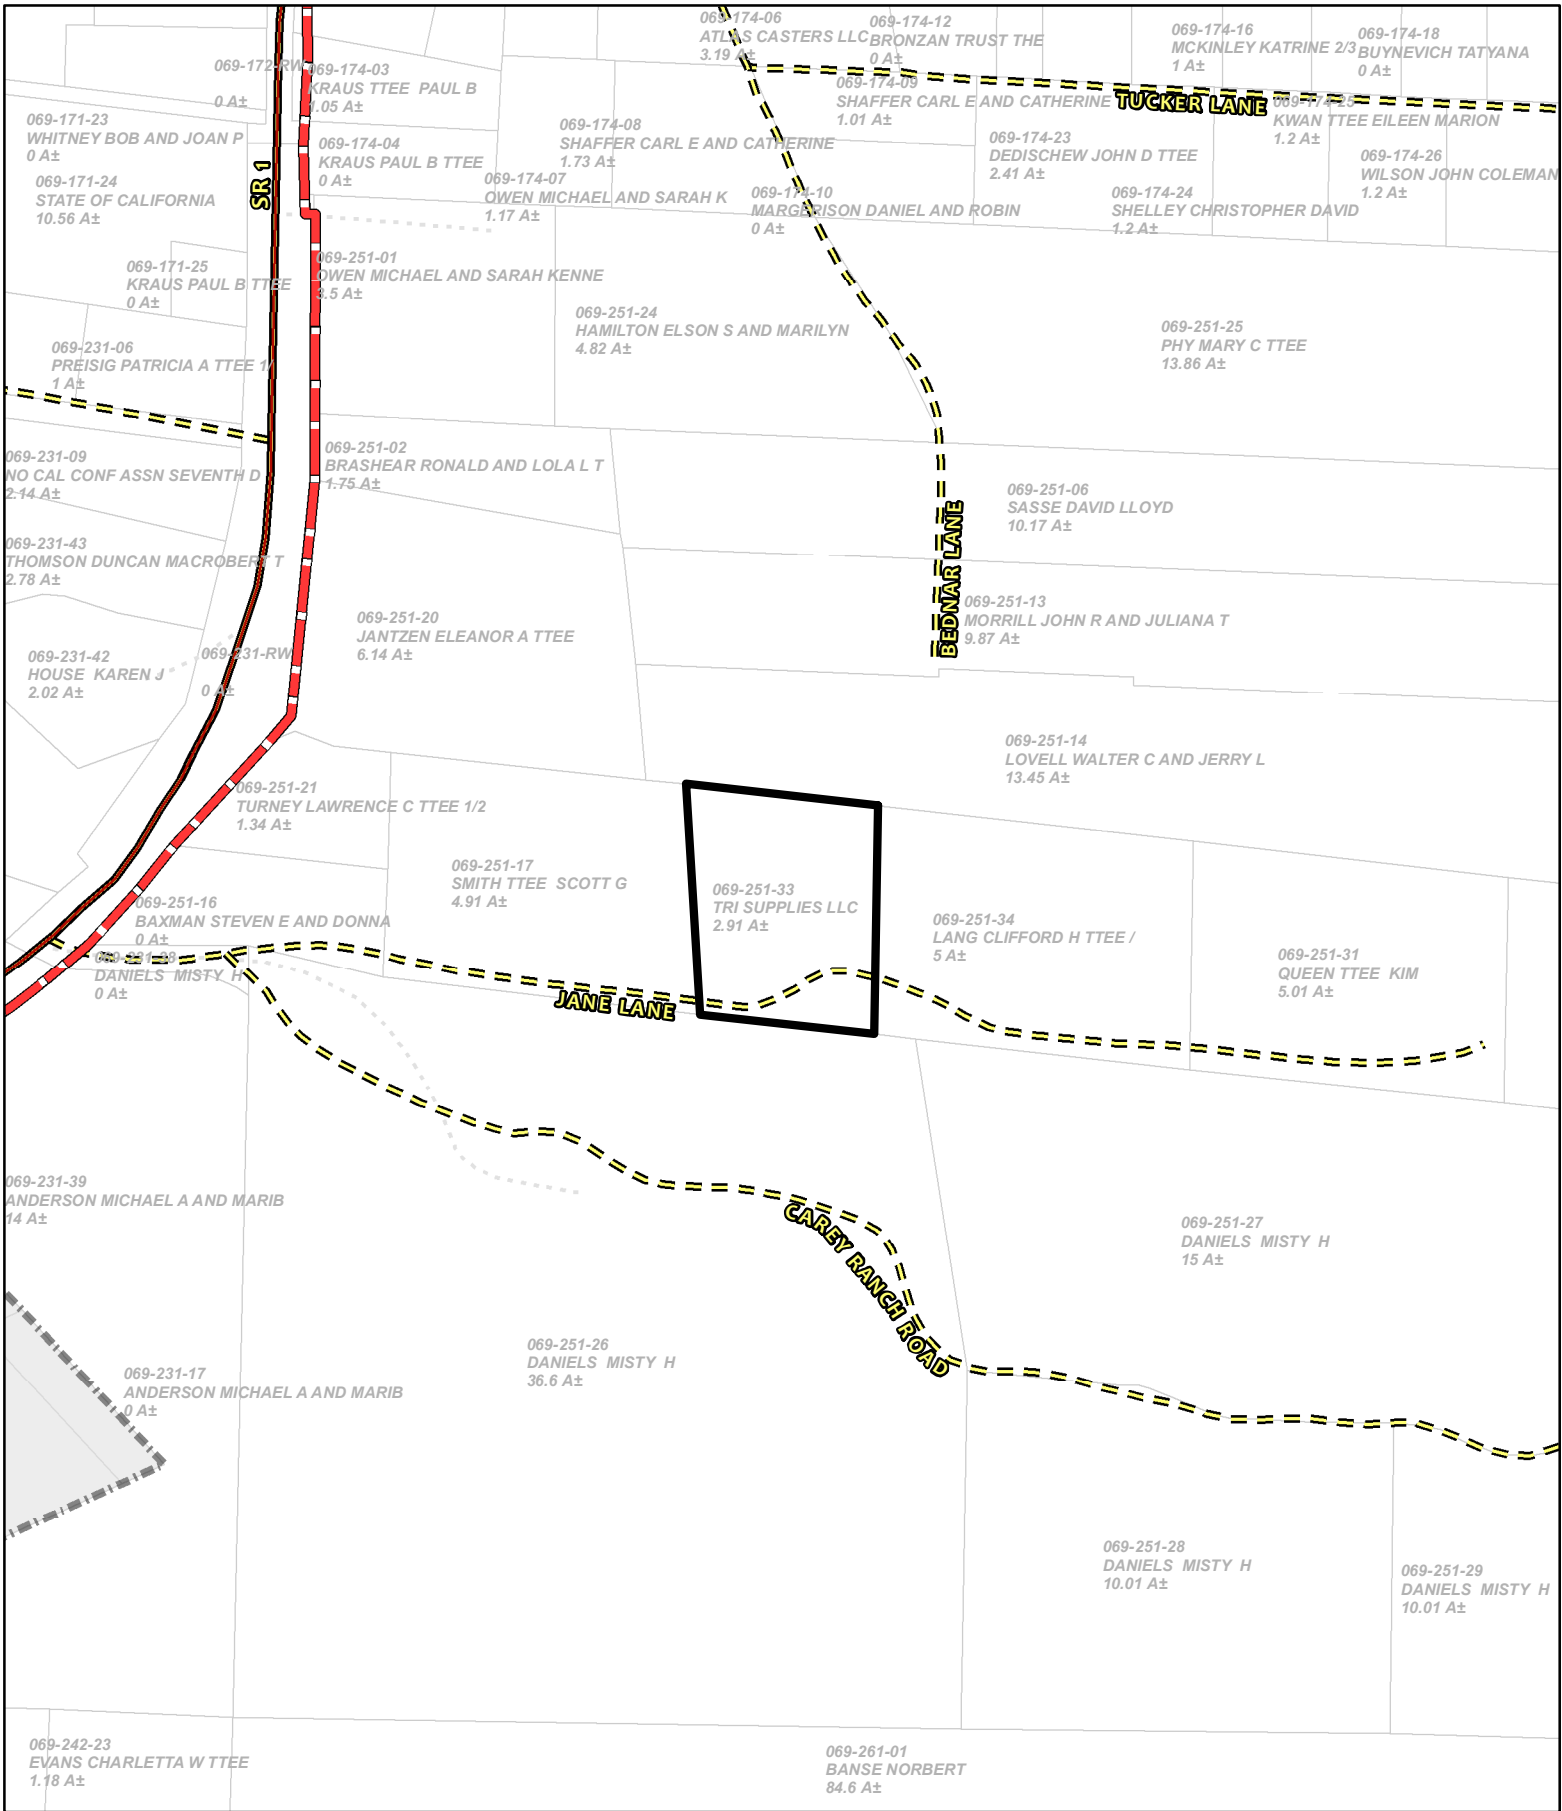 069-174-06
ATLAS CASTERS LLC
3.19 A±
069-174-12
BRONZAN TRUST THE
0 A±
069-174-16
MCKINLEY KATRINE 2/3
1 A±
069-174-18
BUYNEVICH TATYANA
0 A±
069-172-RW
0 A±
069-174-03
KRAUS TTEE  PAUL B
1.05 A±
069-174-09
SHAFFER CARL E AND CATHERINE
1.01 A±
TUCKER LANE
069-174-25
KWAN TTEE EILEEN MARION
1.2 A±
069-171-23
WHITNEY BOB AND JOAN P
0 A±
069-174-04
KRAUS PAUL B TTEE
0 A±
069-174-08
SHAFFER CARL E AND CATHERINE
1.73 A±
069-174-23
DEDISCHEW JOHN D TTEE
2.41 A±
069-174-26
WILSON JOHN COLEMAN
1.2 A±
069-171-24
STATE OF CALIFORNIA
10.56 A±
SR 1
069-174-07
OWEN MICHAEL AND SARAH K
1.17 A±
069-174-10
MARGERISON DANIEL AND ROBIN
0 A±
069-174-24
SHELLEY CHRISTOPHER DAVID
1.2 A±
069-171-25
KRAUS PAUL B TTEE
0 A±
069-251-01
OWEN MICHAEL AND SARAH KENNE
3.5 A±
069-251-24
HAMILTON ELSON S AND MARILYN
4.82 A±
069-251-25
PHY MARY C TTEE
13.86 A±
069-231-06
PREISIG PATRICIA A TTEE 1/
1 A±
069-231-09
NO CAL CONF ASSN SEVENTH D
2.14 A±
069-251-02
BRASHEAR RONALD AND LOLA L T
1.75 A±
069-251-06
SASSE DAVID LLOYD
10.17 A±
BEDNAR LANE
069-231-43
THOMSON DUNCAN MACROBERT T
2.78 A±
069-251-13
MORRILL JOHN R AND JULIANA T
9.87 A±
069-251-20
JANTZEN ELEANOR A TTEE
6.14 A±
069-231-42
HOUSE  KAREN J
2.02 A±
069-231-RW
0 A±
069-251-14
LOVELL WALTER C AND JERRY L
13.45 A±
069-251-21
TURNEY LAWRENCE C TTEE 1/2
1.34 A±
069-251-17
SMITH TTEE  SCOTT G
4.91 A±
069-251-33
TRI SUPPLIES LLC
2.91 A±
069-251-16
BAXMAN STEVEN E AND DONNA
0 A±
069-251-34
LANG CLIFFORD H TTEE /
5 A±
069-251-31
QUEEN TTEE  KIM
5.01 A±
DANIELS  MISTY  H
0 A±
JANE LANE
069-231-39
ANDERSON MICHAEL A AND MARIB
14 A±
CAREY RANCH ROAD
069-251-27
DANIELS  MISTY  H
15 A±
069-251-26
DANIELS  MISTY  H
36.6 A±
069-231-17
ANDERSON MICHAEL A AND MARIB
0 A±
069-251-28
DANIELS  MISTY  H
10.01 A±
069-251-29
DANIELS  MISTY  H
10.01 A±
069-242-23
EVANS CHARLETTA W TTEE
1.18 A±
069-261-01
BANSE NORBERT
84.6 A±